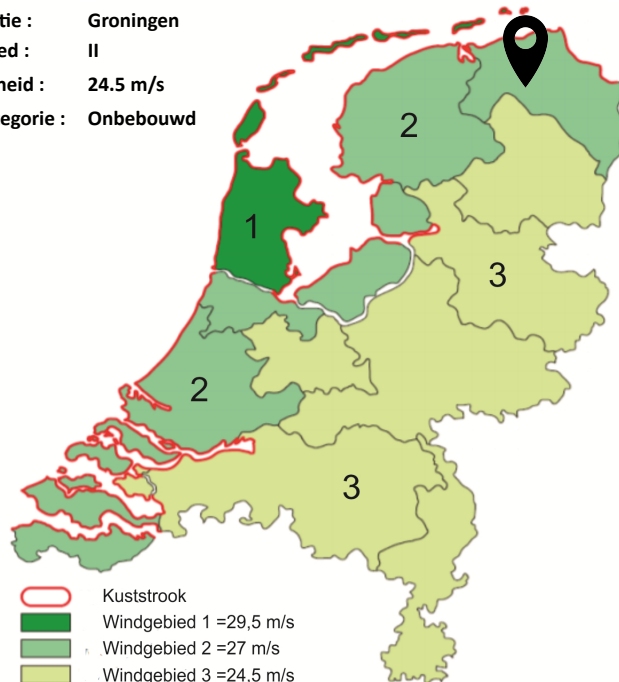 tie : Groningen
ed : II
heid : 24.5 m/s
egorie : Onbebouwd
2
1
3
2
3
Kuststrook
Windgebied 1 =29,5 m/s
Windgebied 2 =27 m/s
Windgebied 3 =24.5 m/s